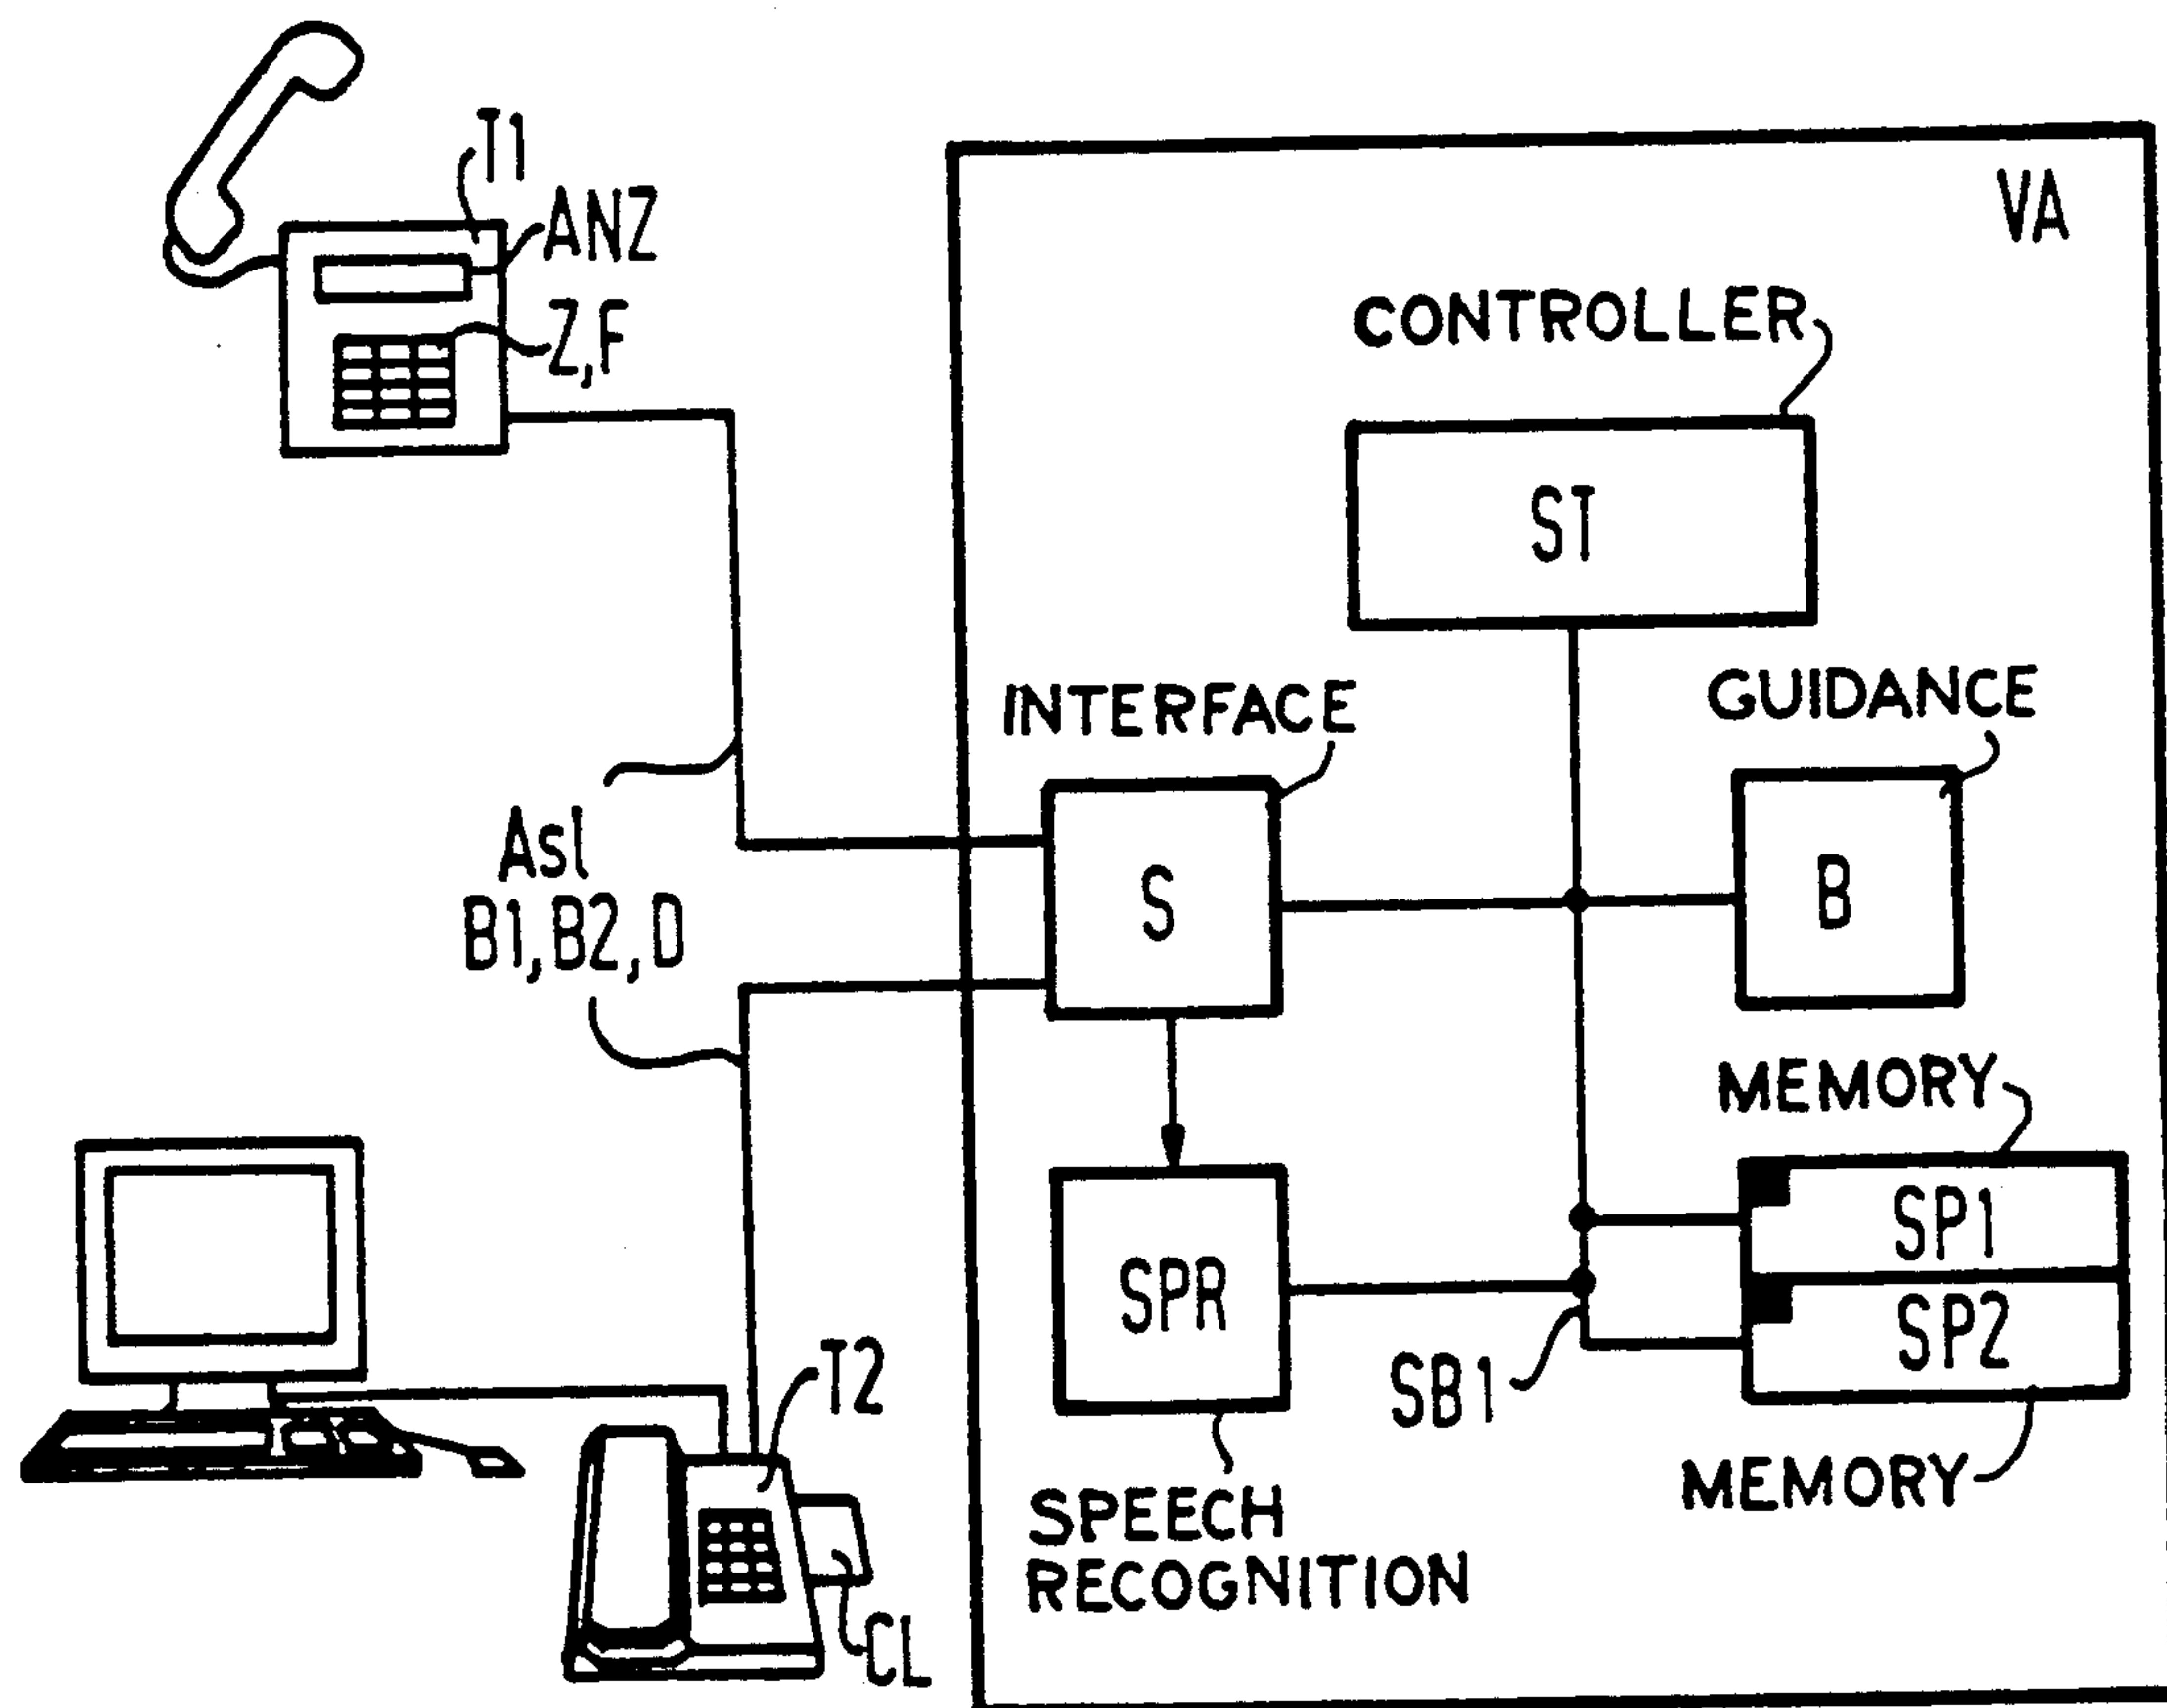 T1
ANZ
Z,F
VA
CONTROLLER
ST
INTERFACE
GUIDANCE
Asl
B1,B2,D
S
B
MEMORY
SP1
SPR
SP2
SB1
T2
MEMORY
SPEECH
RECOGNITION
CL